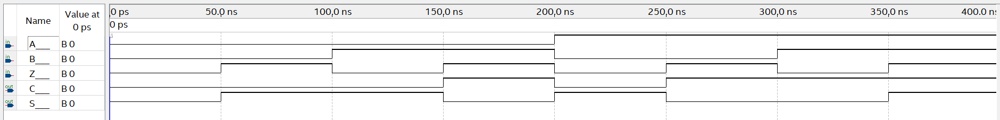 Name
Value at
0 ps
0 ps
50.0 ns
100,0 ns
150,0 ns
200,0 ns
250,0 ns
300,0 ns
350,0 ns
400.0 ns
0 ps
in
A___
B 0
in
B___
B 0
in
Z___
B 0
out
C___
B 0
out
S___
B 0